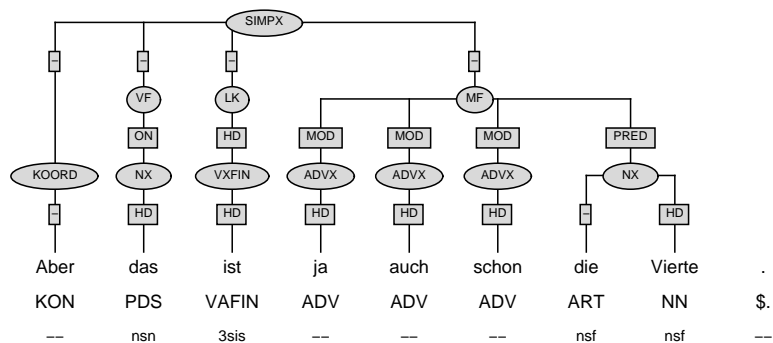 SIMPX
– – – –
VF LK MF
ON HD MOD MOD MOD PRED
KOORD NX VXFIN ADVX ADVX ADVX NX
– HD HD HD HD HD – HD
Aber das ist ja auch schon die Vierte .
KON PDS VAFIN ADV ADV ADV ART NN $.
–– nsn 3sis –– –– –– nsf nsf ––